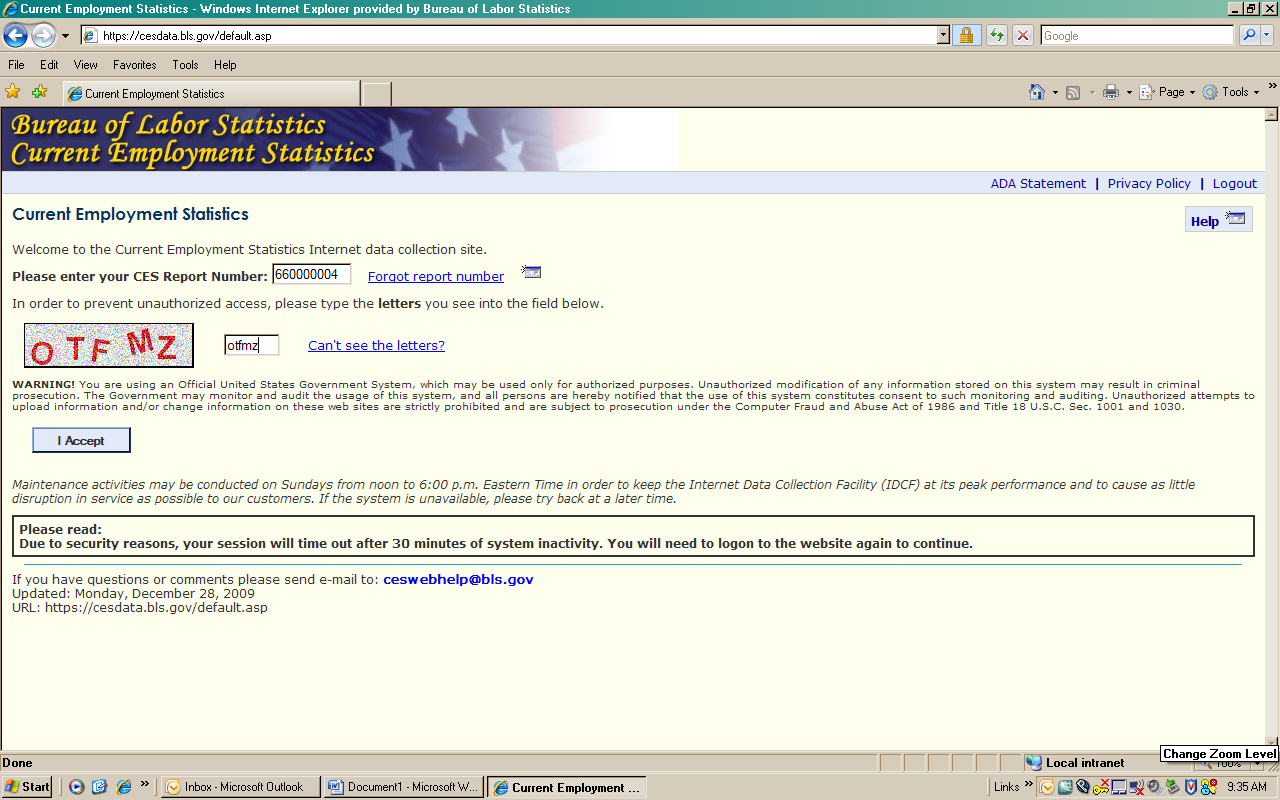 Current Employment Statistics - Windows Internet Explorer provided by Bureau of Labor Statistics
https://cesdata.bls.gov/default.asp
Google
File Edit View Favorites Tools Help
Current Employment Statistics
Page Tools
Bureau of Labor Statistics
Current Employment Statistics
ADA Statement | Privacy Policy | Logout
Current Employment Statistics
Help
Welcome to the Current Employment Statistics Internet data collection site.
Please enter your CES Report Number: 660000004 Forgot report number
In order to prevent unauthorized access, please type the letters you see into the field below.
OTFMZ otfmz Can't see the letters?
WARNING! You are using an Official United States Government System, which may be used only for authorized purposes. Unauthorized modification of any information stored on this system may result in criminal
prosecution. The Government may monitor and audit the usage of this system, and all persons are hereby notified that the use of this system constitutes consent to such monitoring and auditing. Unauthorized attempts to
upload information and/or change information on these web sites are strictly prohibited and are subject to prosecution under the Computer Fraud and Abuse Act of 1986 and Title 18 U.S.C. Sec. 1001 and 1030.
I Accept
Maintenance activities may be conducted on Sundays from noon to 6:00 p.m. Eastern Time in order to keep the Internet Data Collection Facility (IDCF) at its peak performance and to cause as little
disruption in service as possible to our customers. If the system is unavailable, please try back at a later time.
Please read:
Due to security reasons, your session will time out after 30 minutes of system inactivity. You will need to logon to the website again to continue.
If you have questions or comments please send e-mail to: ceswebhelp@bls.gov
Updated: Monday, December 28, 2009
URL: https://cesdata.bls.gov/default.asp
Change Zoom Level
Done Local intranet 100%
Start Inbox - Microsoft Outlook Document1 - Microsoft W... Current Employment ... Links 9:35 AM